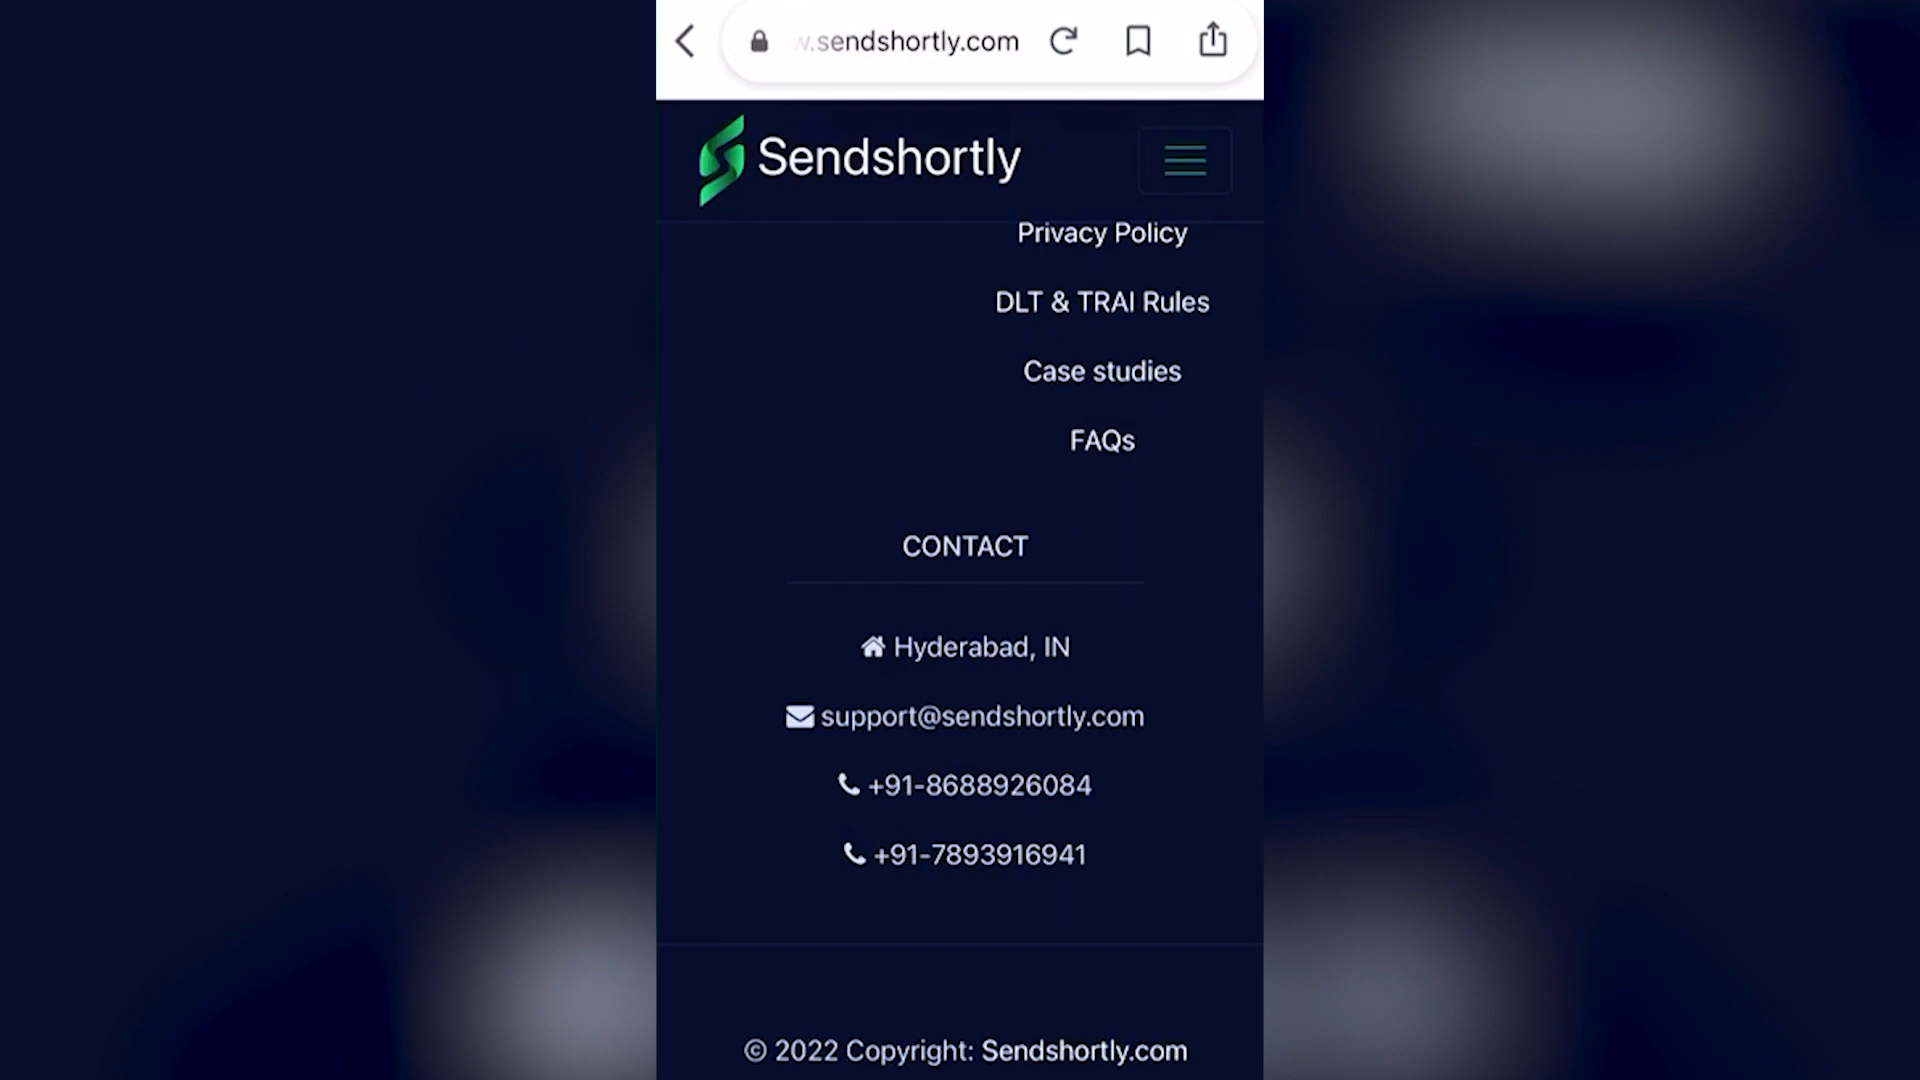 .sendshortly.com
Sendshortly
Privacy Policy
DLT & TRAI Rules
Case studies
FAQs
CONTACT
Hyderabad, IN
support@sendshortly.com
+91-8688926084
+91-7893916941
© 2022 Copyright: Sendshortly.com